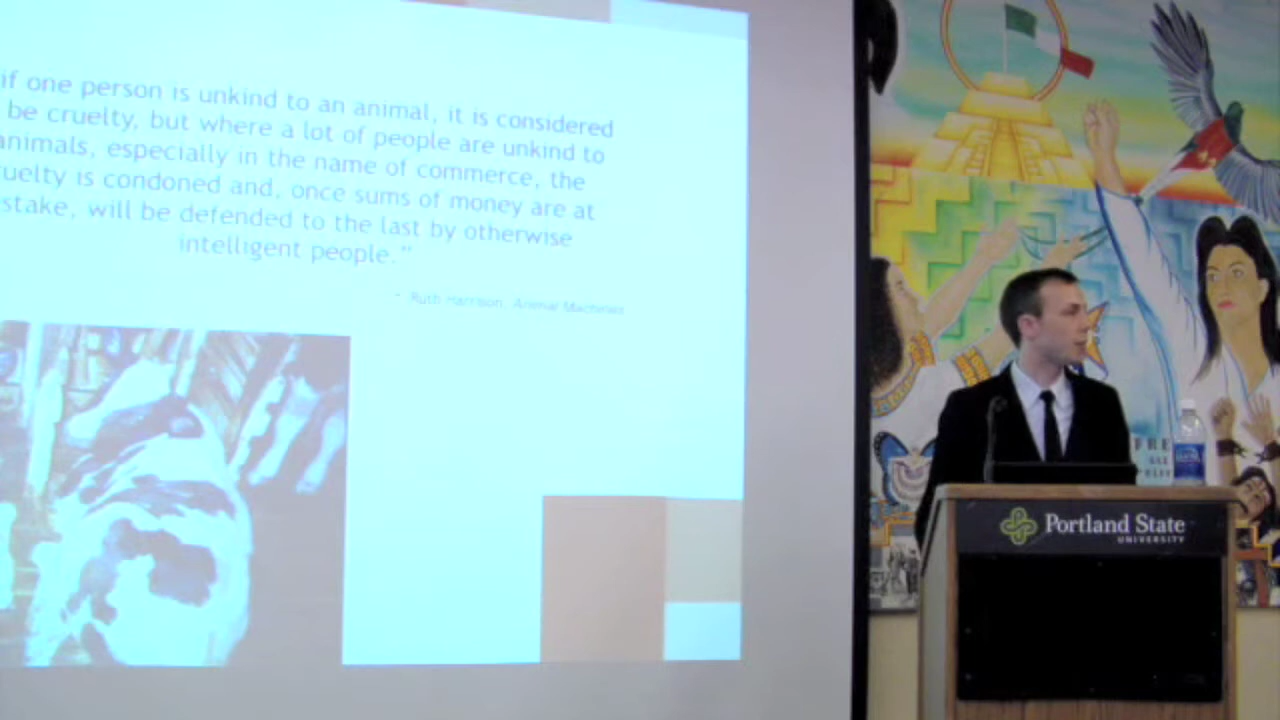 if one person is unkind to an animal, it is considered
be cruelty, but where a lot of people are unkind to
animals, especially in the name of commerce, the
ruelty is condoned and, once sums of money are at
stake, will be defended to the last by otherwise
intelligent people."
- Ruth Harrison, Animal Machines
Portland State
UNIVERSITY
FRE